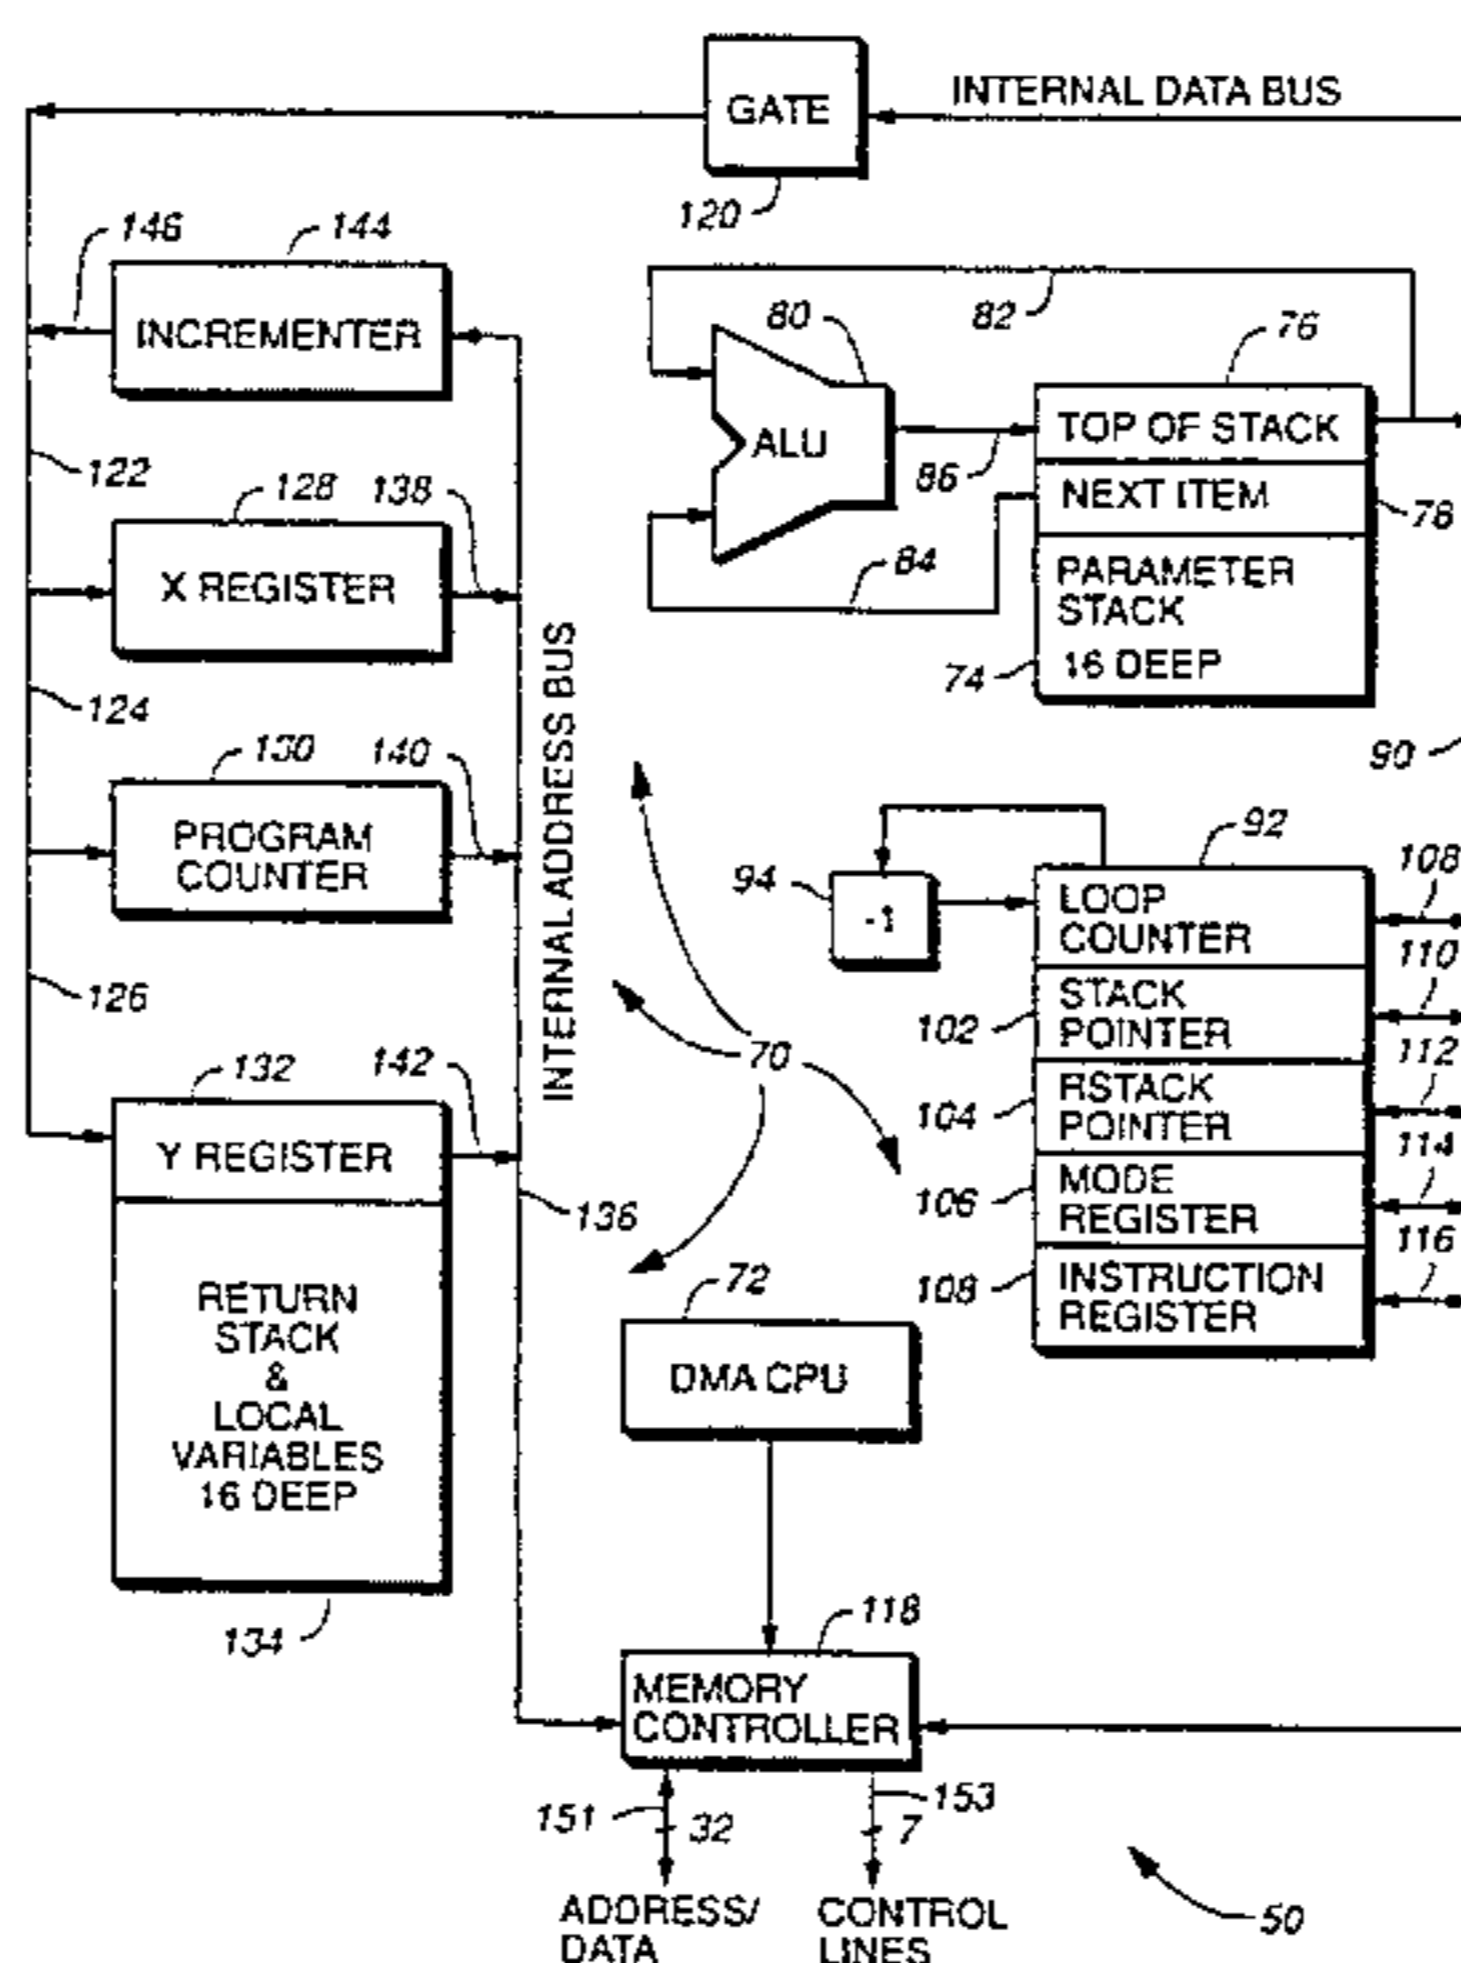 GATE
INTERNAL DATA BUS
120
146
144
INCREMENTER
82
80
76
ALU
TOP OF STACK
86
122
128
138
NEXT ITEM
78
X REGISTER
84
PARAMETER
STACK
16 DEEP
74
INTERNAL ADDRESS BUS
124
130
140
90
PROGRAM
COUNTER
92
94
-1
LOOP
COUNTER
108
110
126
STACK
POINTER
102
70
112
132
142
RSTACK
POINTER
104
114
Y REGISTER
MODE
REGISTER
106
136
116
72
INSTRUCTION
REGISTER
108
RETURN
STACK
&
LOCAL
VARIABLES
16 DEEP
DMA CPU
134
118
MEMORY
CONTROLLER
151
32
153
7
ADDRESS/
DATA
CONTROL
LINES
50